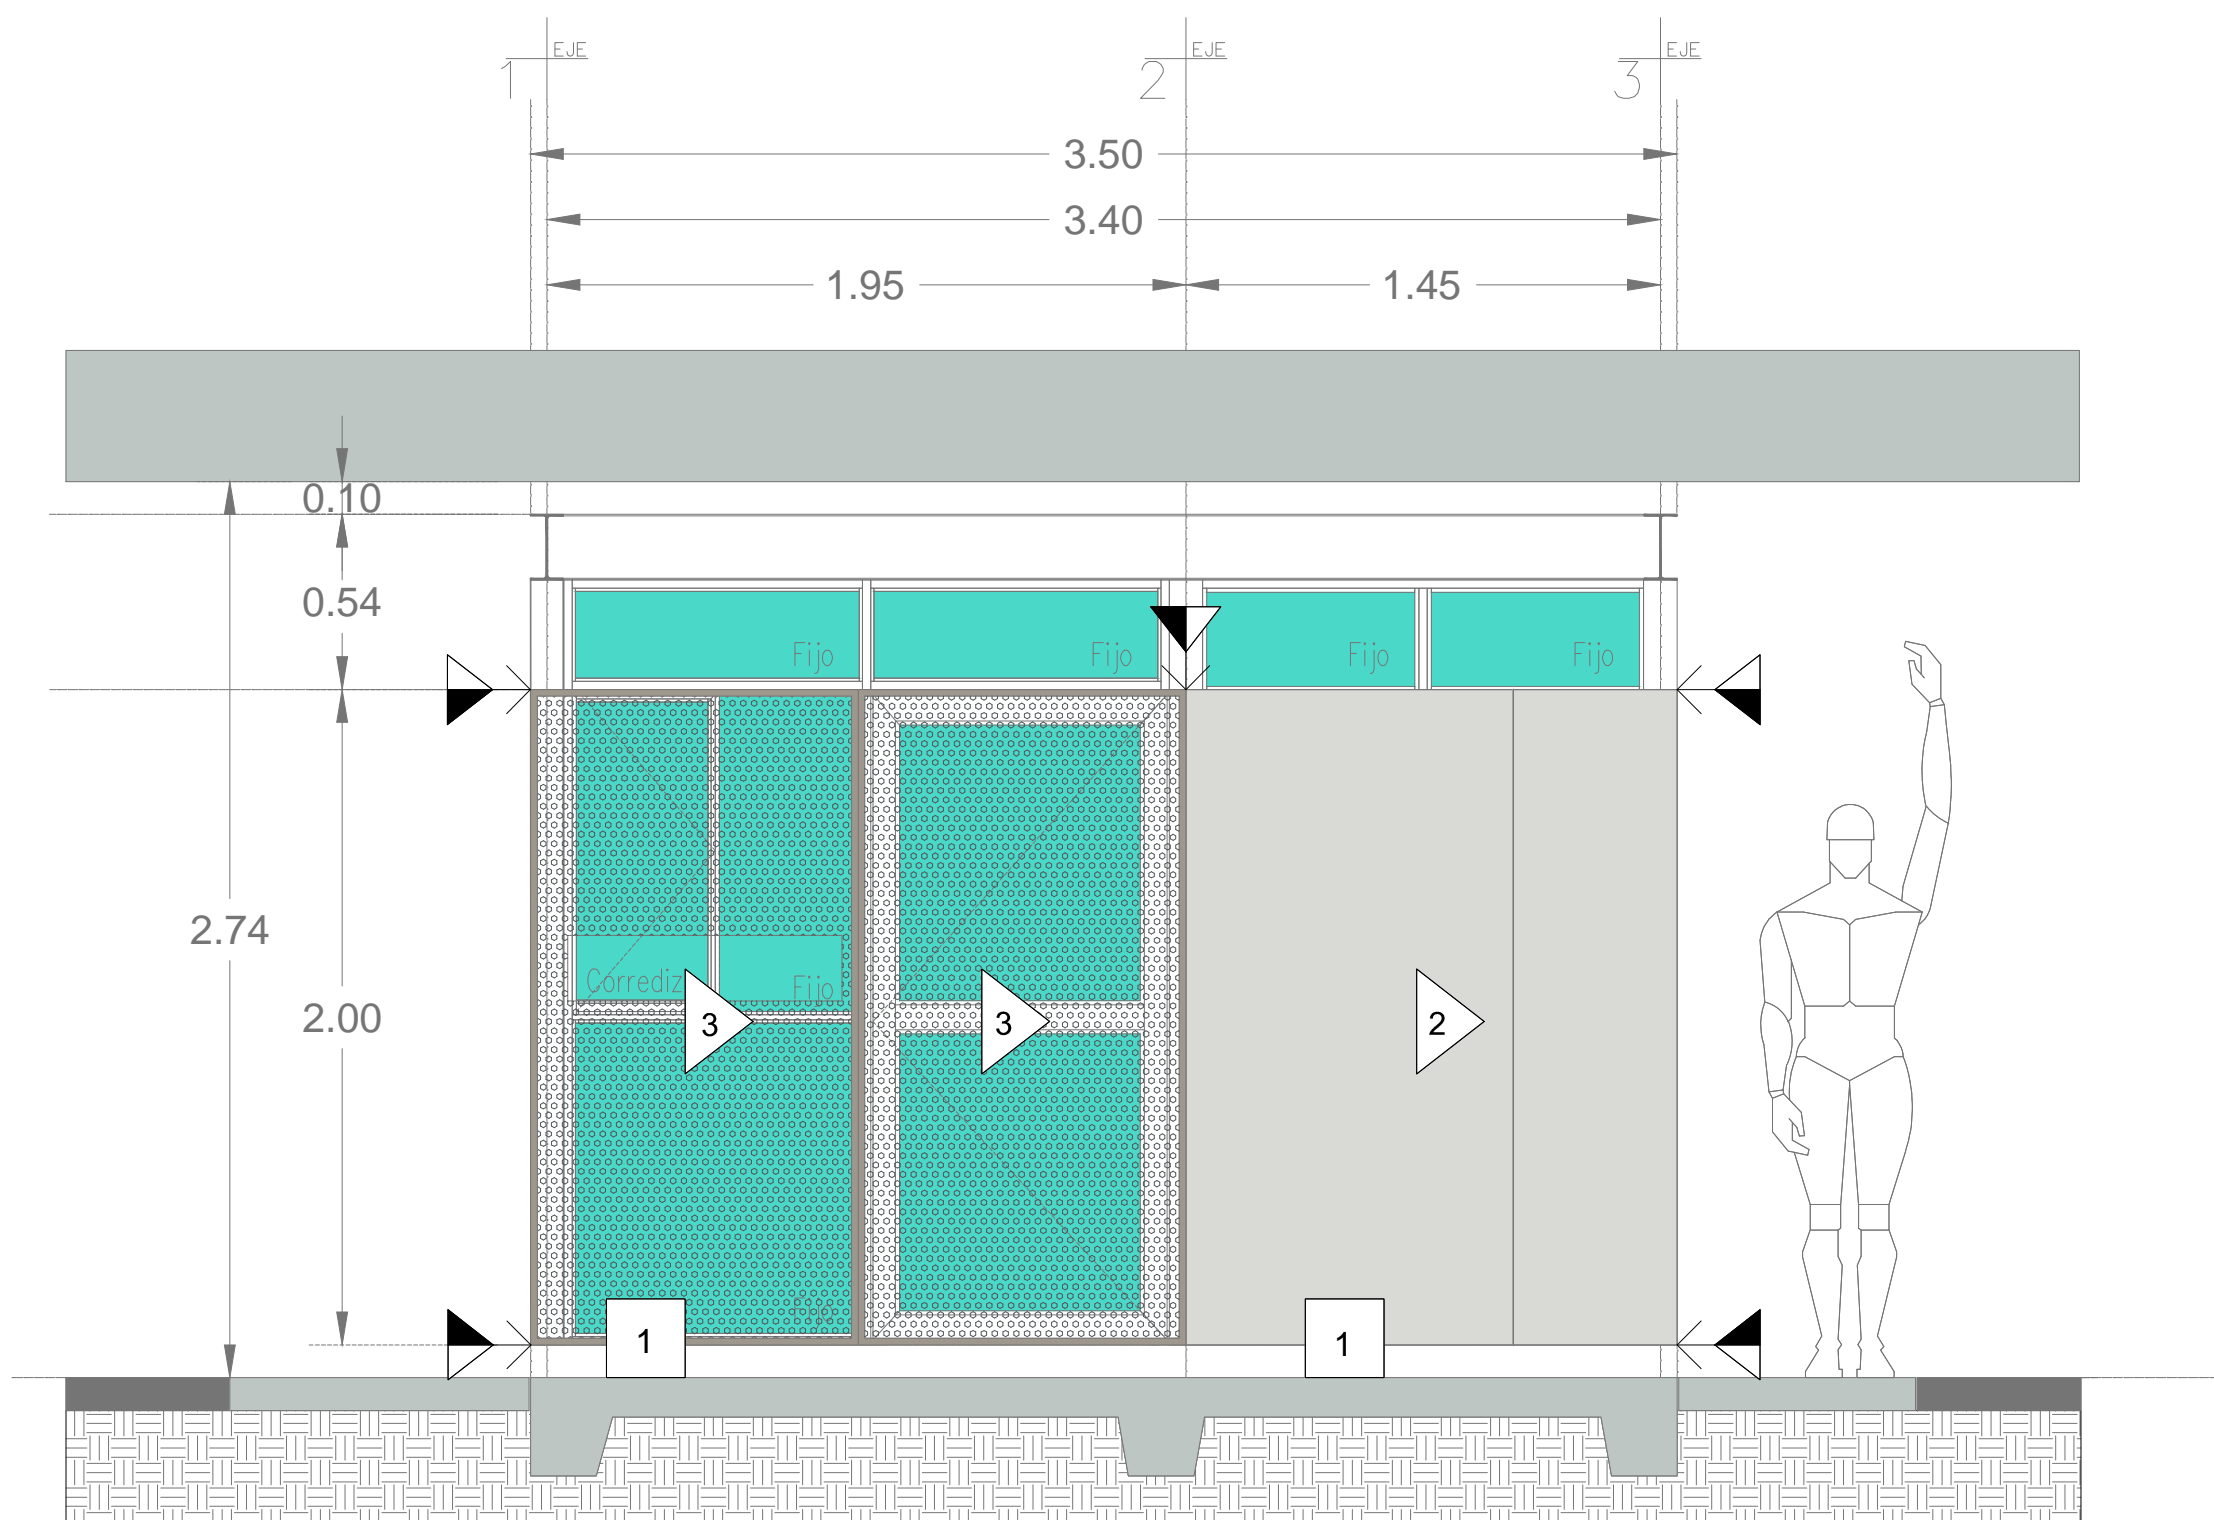 EJE EJE EJE
1 2 3
3.50
3.40
1.95 1.45
0.10
0.54
Fijo Fijo Fijo Fijo
2.74
Corrediz Fijo
2.00
3 3 2
Fijo
1 1